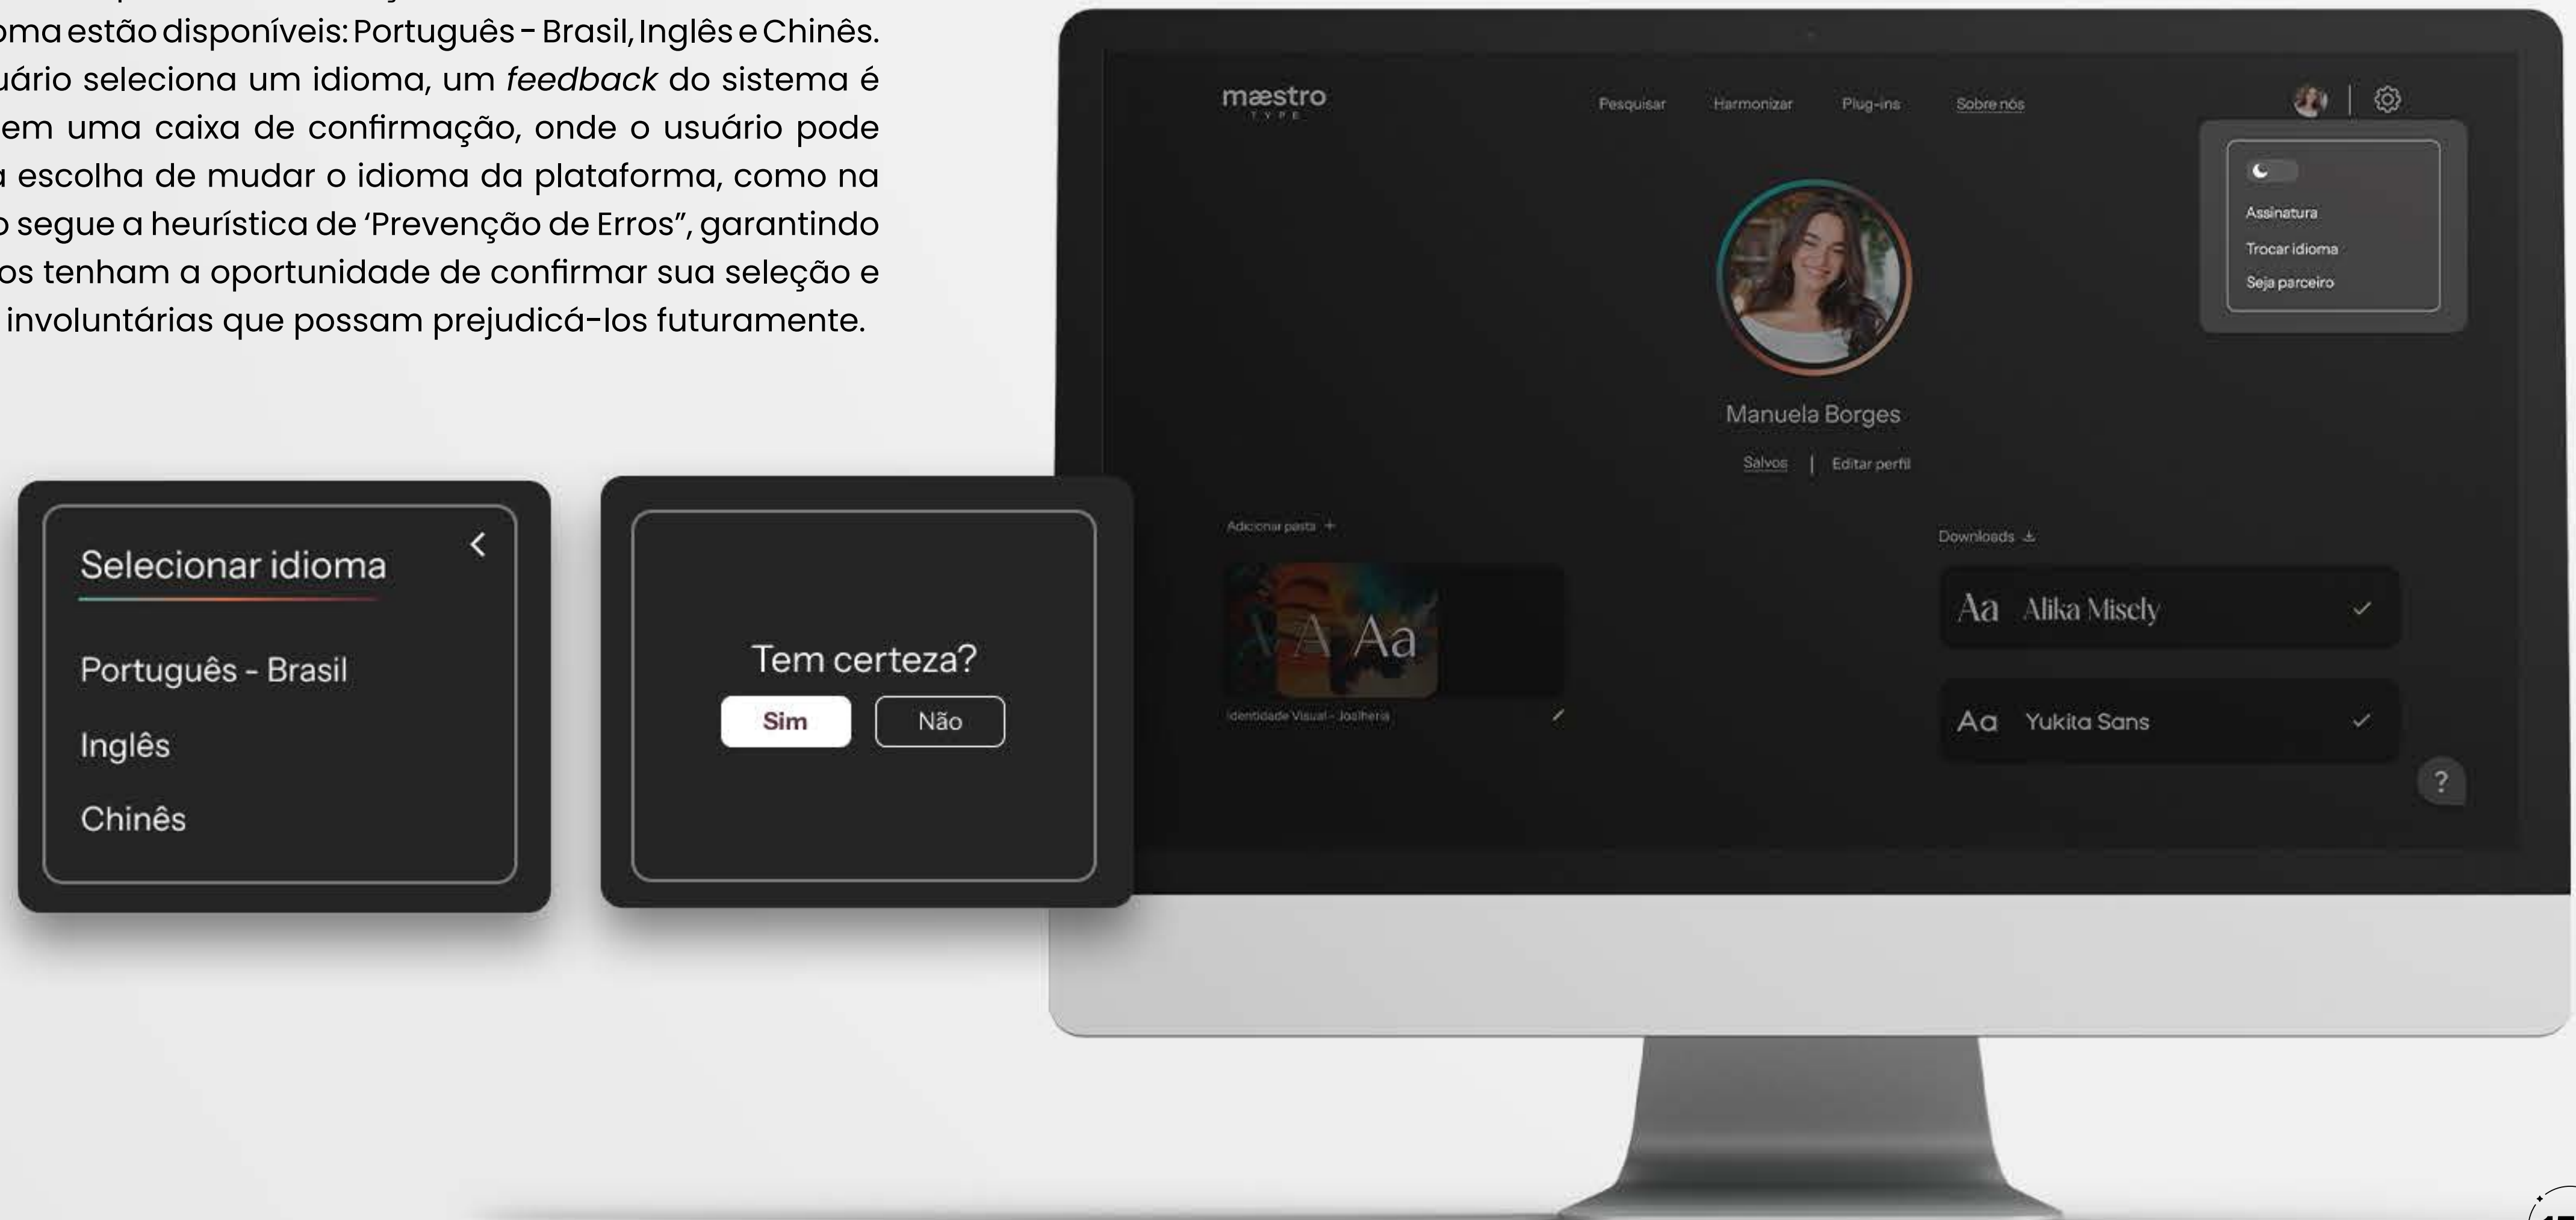 oma estão disponíveis: Português - Brasil, Inglês e Chinês.
uário seleciona um idioma, um feedback do sistema é
em uma caixa de confirmação, onde o usuário pode
a escolha de mudar o idioma da plataforma, como na
o segue a heurística de ‘Prevenção de Erros”, garantindo
os tenham a oportunidade de confirmar sua seleção e
involuntárias que possam prejudicá-los futuramente.
Selecionar idioma
Português - Brasil
Inglês
Chinês
Tem certeza?
Sim
Não
mæstro
TYPE
Pesquisar
Harmonizar
Plug-ins
Sobre nós
Assinatura
Trocar idioma
Seja parceiro
Manuela Borges
Salvos | Editar perfil
Adicionar pasta +
A A Aa
Identidade Visual - Joalheria
Downloads
Aa Alika Misely
Aa Yukita Sans
?